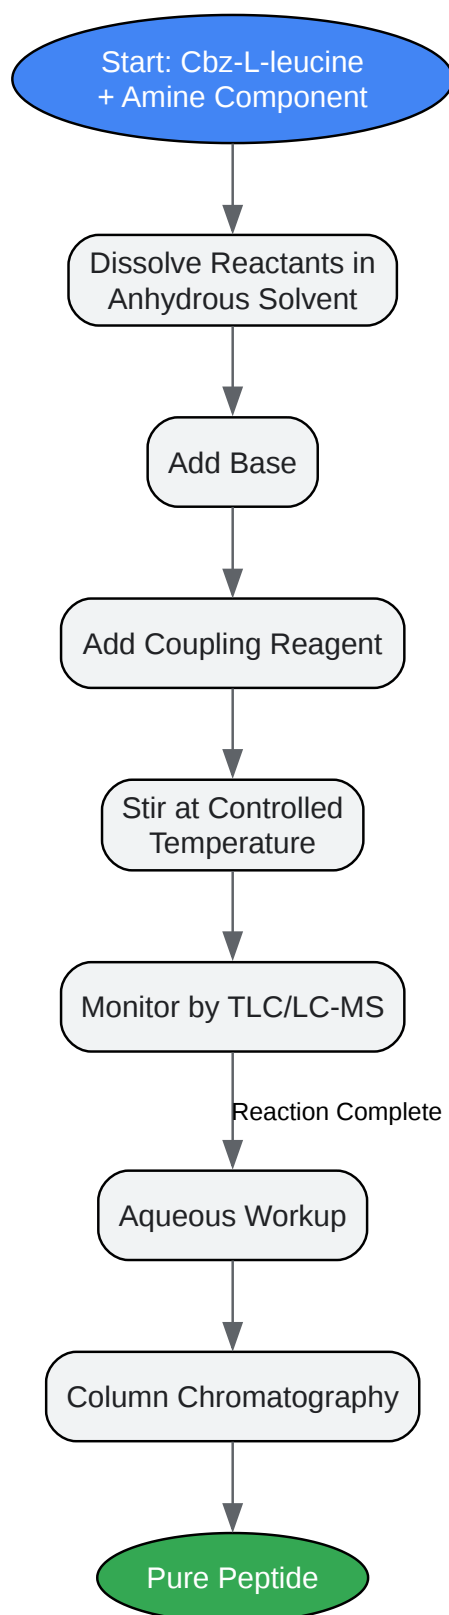 Start: Cbz-L-leucine
+ Amine Component
Dissolve Reactants in
Anhydrous Solvent
Add Base
Add Coupling Reagent
Stir at Controlled
Temperature
Monitor by TLC/LC-MS
Reaction Complete
Aqueous Workup
Column Chromatography
Pure Peptide